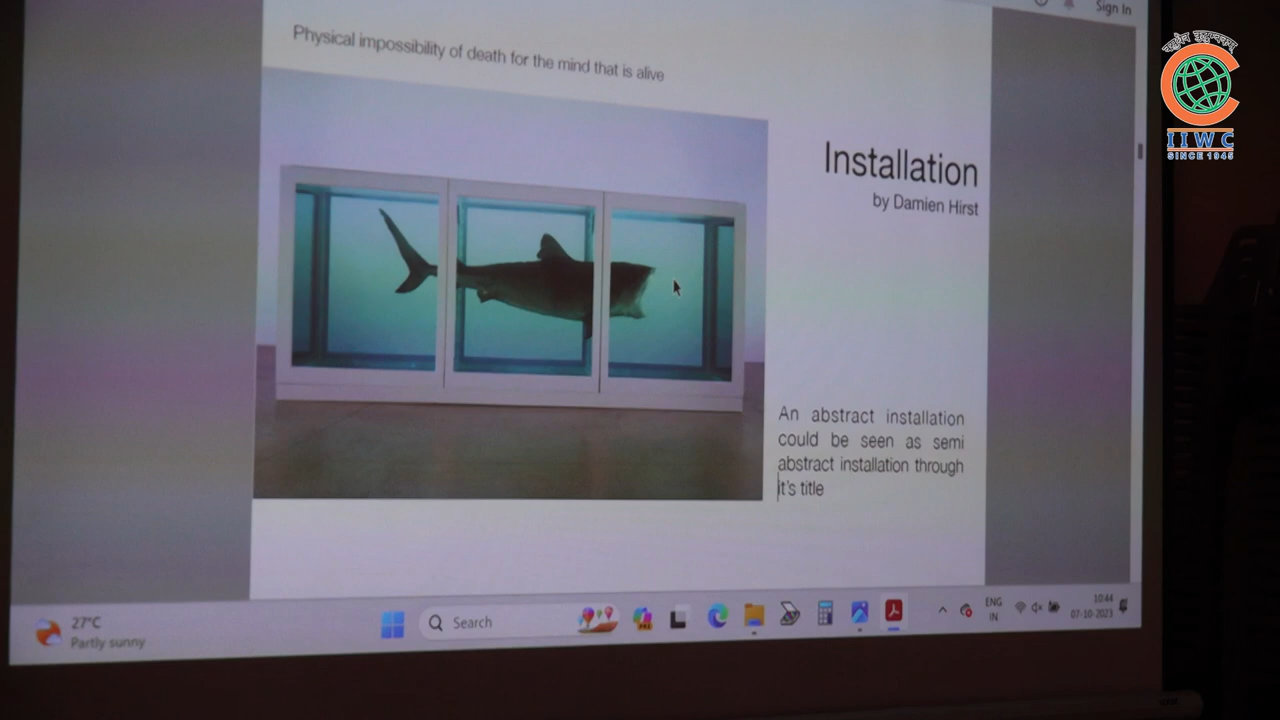 Sign In
Physical impossibility of death for the mind that is alive
Installation
by Damien Hirst
An abstract installation
could be seen as semi
abstract installation through
it's title
वसुधैव कुटुम्बकम्
IIWC
SINCE 1945
27°C
Partly sunny
Search
ENG
IN
10:44
07-10-2023